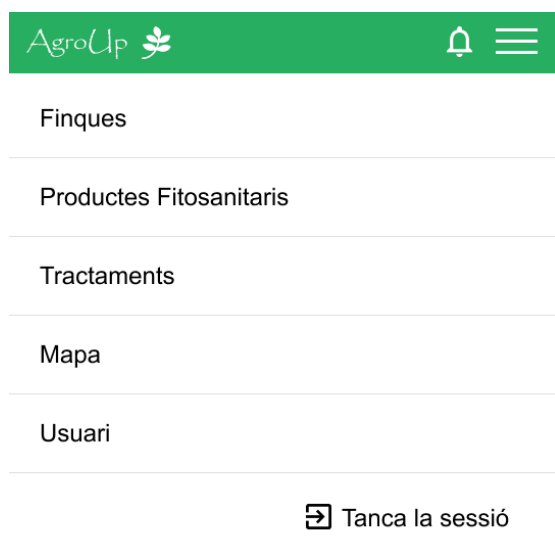 AgroUp
Finques
Productes Fitosanitaris
Tractaments
Mapa
Usuari
Tanca la sessió